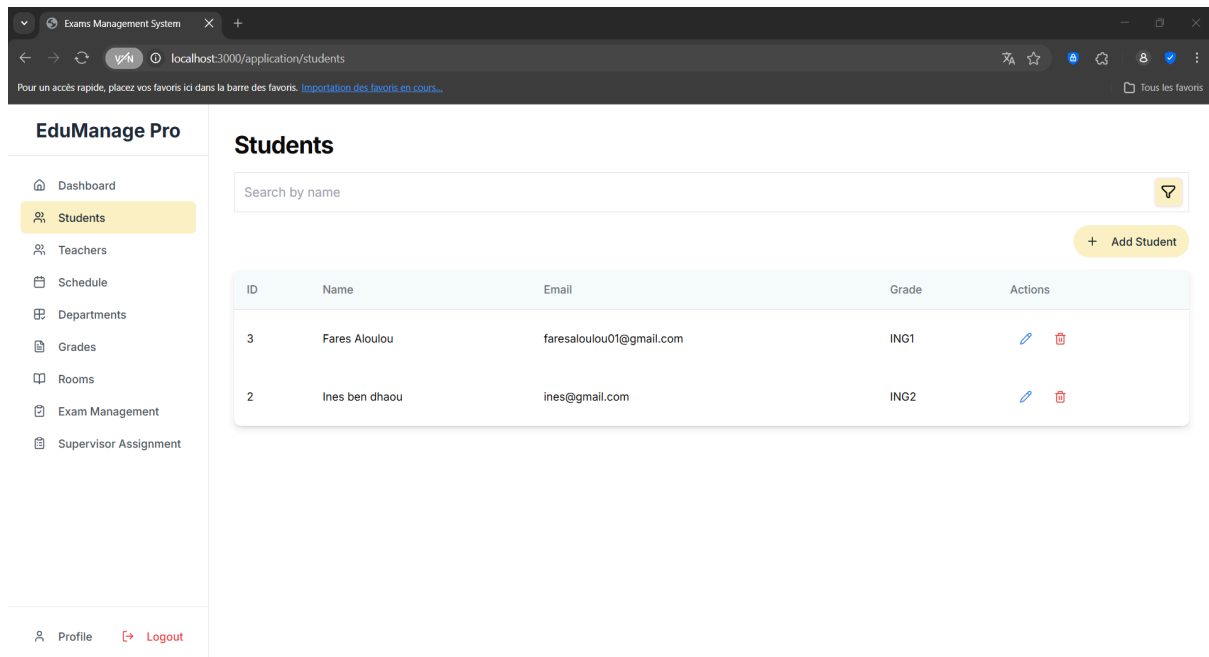 Exams Management System
localhost:3000/application/students
Pour un accès rapide, placez vos favoris ici dans la barre des favoris. Importation des favoris en cours...
Tous les favoris
EduManage Pro
Dashboard
Students
Teachers
Schedule
Departments
Grades
Rooms
Exam Management
Supervisor Assignment
Profile
Logout
Students
Search by name
+ Add Student
ID Name Email Grade Actions
3 Fares Aloulou faresaloulou01@gmail.com ING1
2 Ines ben dhaou ines@gmail.com ING2